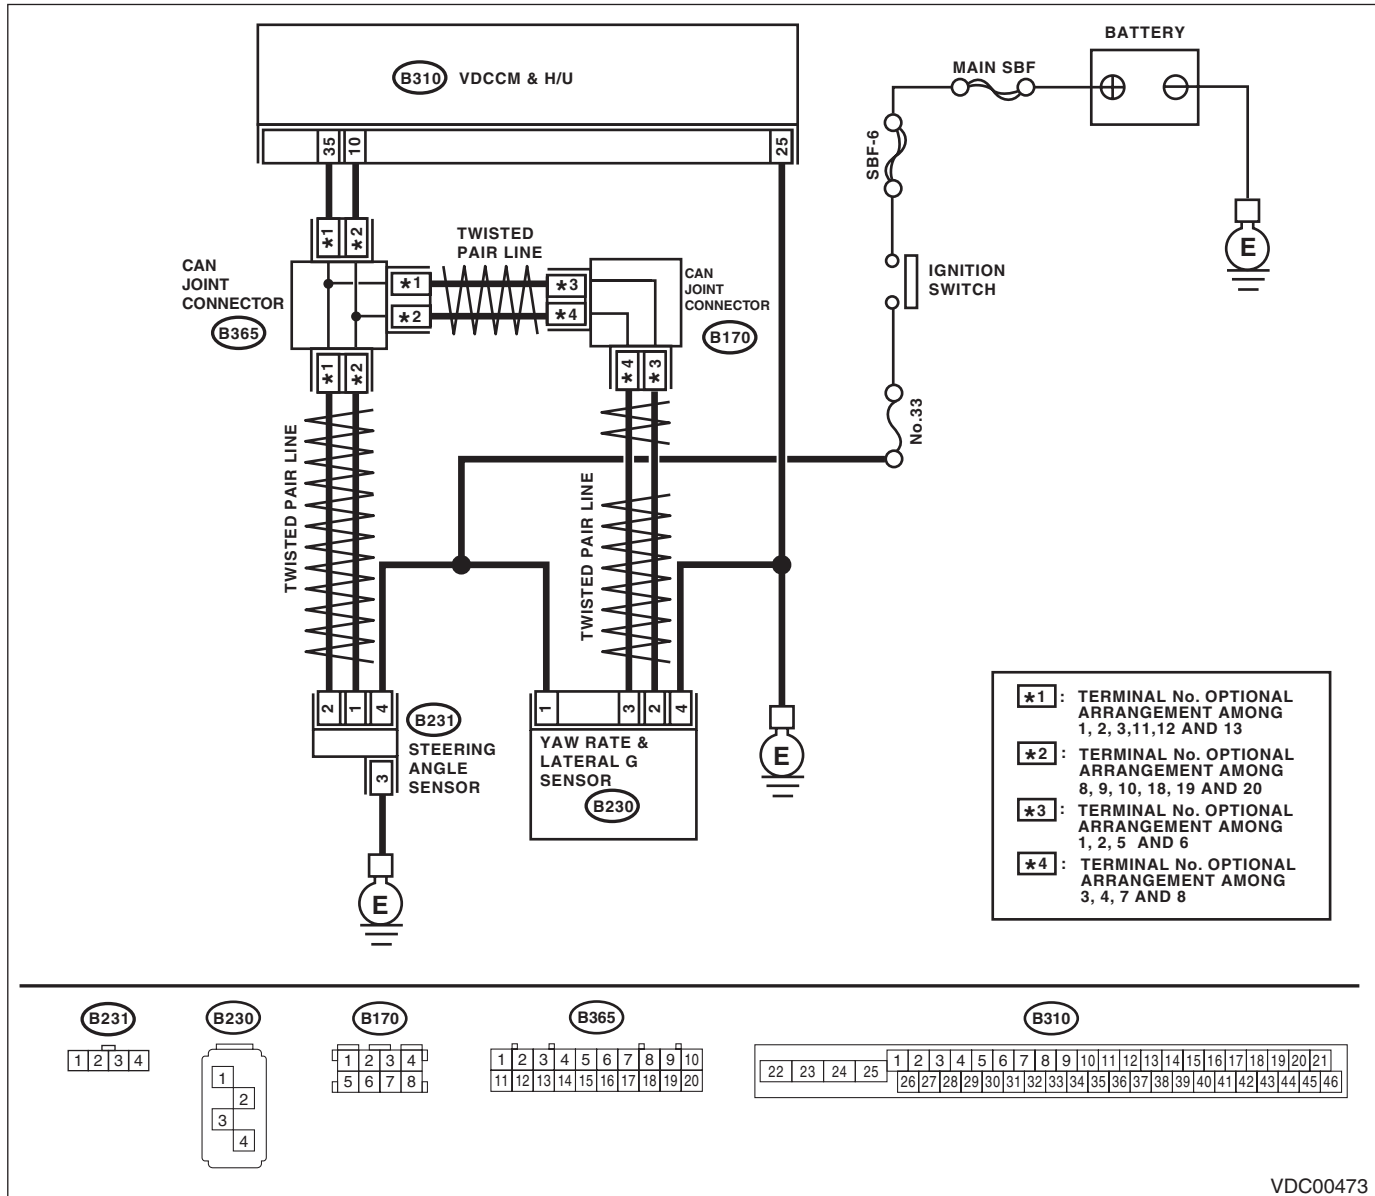 BATTERY
MAIN SBF
B310 VDCCM & H/U
35 10 25
SBF-6
*1 *2
TWISTED
PAIR LINE
CAN
JOINT
CONNECTOR
B365
*1 *3
*2 *4
CAN
JOINT
CONNECTOR
B170
IGNITION
SWITCH
E
*1 *2
*4 *3
No.33
TWISTED PAIR LINE
TWISTED PAIR LINE
2 1 4
B231
STEERING
ANGLE
SENSOR
3
E
1 3 2 4
YAW RATE &
LATERAL G
SENSOR
B230
E
*1 : TERMINAL No. OPTIONAL
ARRANGEMENT AMONG
1, 2, 3,11,12 AND 13
*2 : TERMINAL No. OPTIONAL
ARRANGEMENT AMONG
8, 9, 10, 18, 19 AND 20
*3 : TERMINAL No. OPTIONAL
ARRANGEMENT AMONG
1, 2, 5 AND 6
*4 : TERMINAL No. OPTIONAL
ARRANGEMENT AMONG
3, 4, 7 AND 8
B231
1 2 3 4
B230
1
2
3
4
B170
1 2 3 4
5 6 7 8
B365
1 2 3 4 5 6 7 8 9 10
11 12 13 14 15 16 17 18 19 20
B310
22 23 24 25
1 2 3 4 5 6 7 8 9 10 11 12 13 14 15 16 17 18 19 20 21
26 27 28 29 30 31 32 33 34 35 36 37 38 39 40 41 42 43 44 45 46
VDC00473